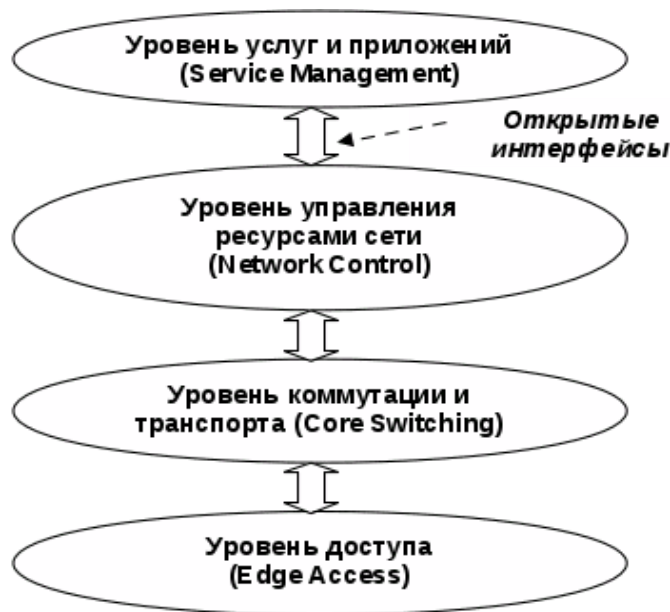 Уровень услуг и приложений
(Service Management)
Открытые
интерфейсы
Уровень управления
ресурсами сети
(Network Control)
Уровень коммутации и
транспорта (Core Switching)
Уровень доступа
(Edge Access)